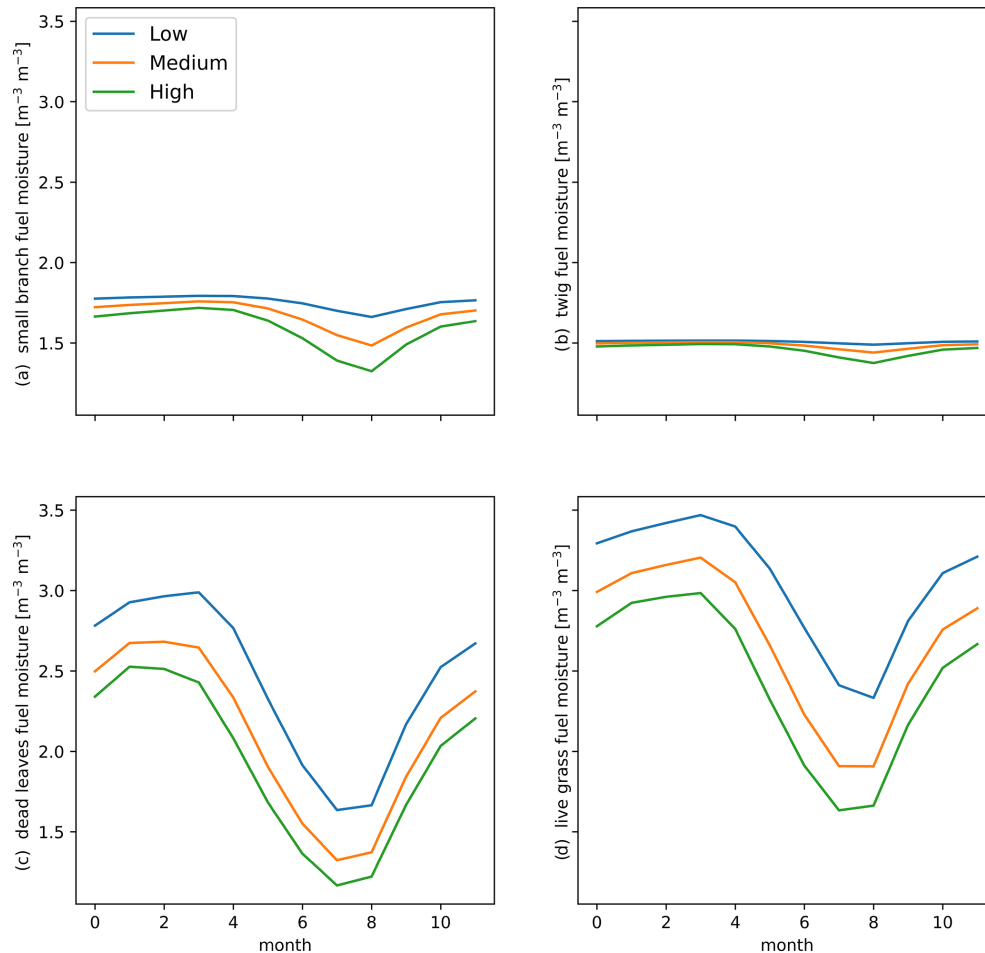 3.5
3.0
2.5
2.0
1.5
(a) small branch fuel moisture [m⁻³ m⁻³]
Low
Medium
High
(b) twig fuel moisture [m⁻³ m⁻³]
3.5
3.0
2.5
2.0
1.5
(c) dead leaves fuel moisture [m⁻³ m⁻³]
0 2 4 6 8 10
month
(d) live grass fuel moisture [m⁻³ m⁻³]
0 2 4 6 8 10
month